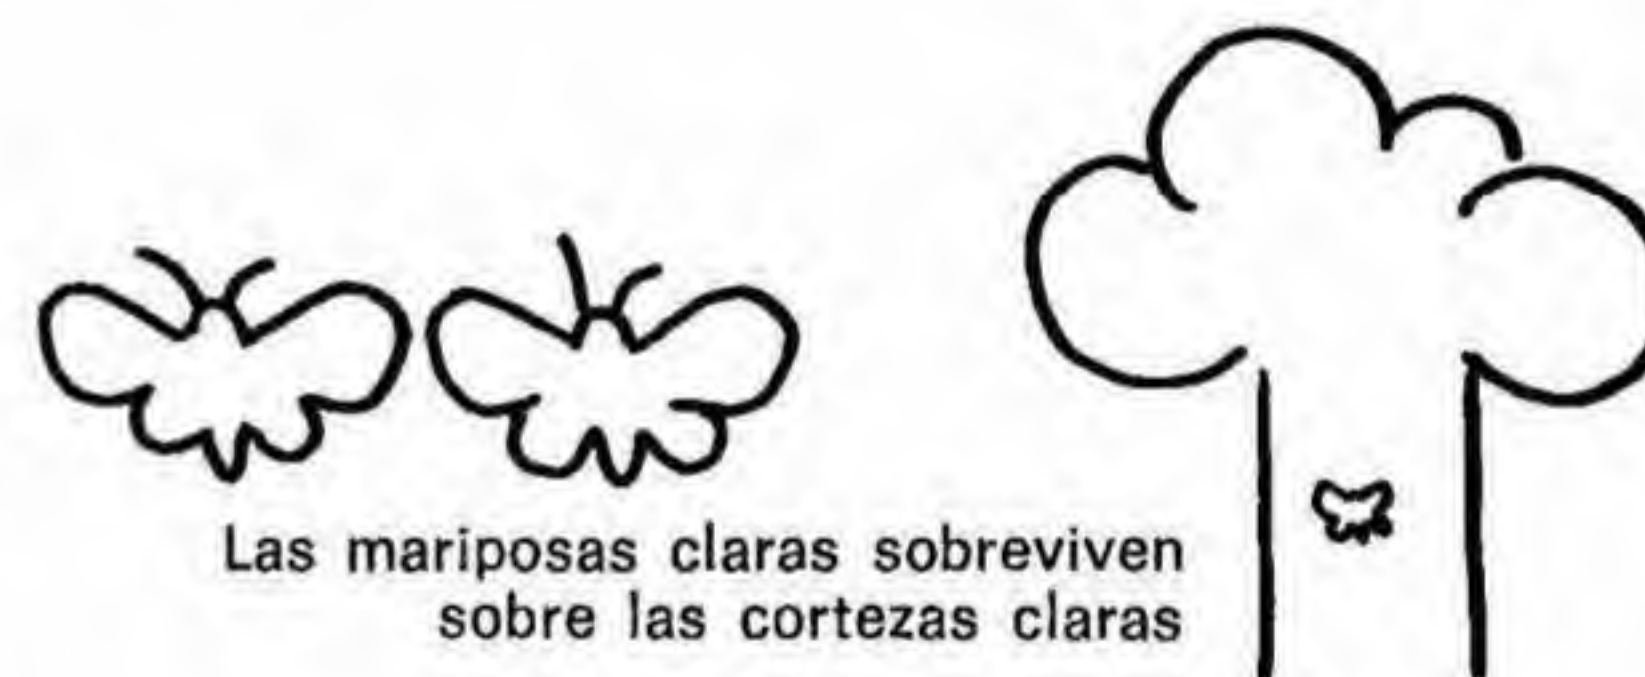 Las mariposas claras sobreviven
sobre las cortezas claras